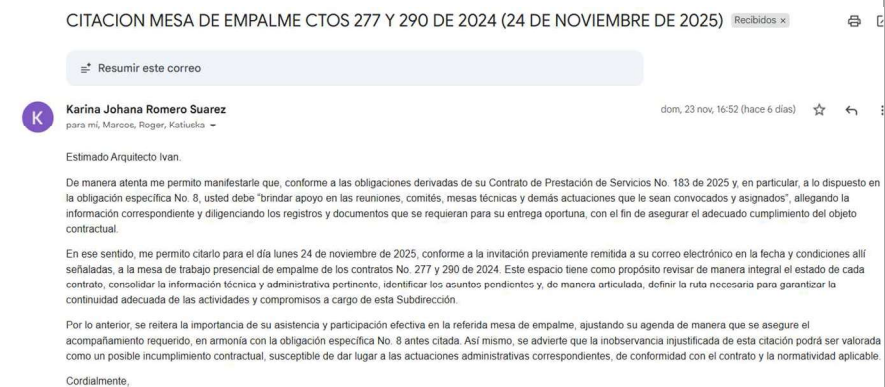 CITACION MESA DE EMPALME CTOS 277 Y 290 DE 2024 (24 DE NOVIEMBRE DE 2025) Recibidos ×
Resumir este correo
K
Karina Johana Romero Suarez
dom, 23 nov, 16:52 (hace 6 días)
para mí, Marcos, Roger, Katiuska
Estimado Arquitecto Ivan.
De manera atenta me permito manifestarle que, conforme a las obligaciones derivadas de su Contrato de Prestación de Servicios No. 183 de 2025 y, en particular, a lo dispuesto en
la obligación específica No. 8, usted debe “brindar apoyo en las reuniones, comités, mesas técnicas y demás actuaciones que le sean convocados y asignados”, allegando la
información correspondiente y diligenciando los registros y documentos que se requieran para su entrega oportuna, con el fin de asegurar el adecuado cumplimiento del objeto
contractual.
En ese sentido, me permito citarlo para el día lunes 24 de noviembre de 2025, conforme a la invitación previamente remitida a su correo electrónico en la fecha y condiciones allí
señaladas, a la mesa de trabajo presencial de empalme de los contratos No. 277 y 290 de 2024. Este espacio tiene como propósito revisar de manera integral el estado de cada
contrato, consolidar la información técnica y administrativa pertinente, identificar los asuntos pendientes y, de manera articulada, definir la ruta necesaria para garantizar la
continuidad adecuada de las actividades y compromisos a cargo de esta Subdirección.
Por lo anterior, se reitera la importancia de su asistencia y participación efectiva en la referida mesa de empalme, ajustando su agenda de manera que se asegure el
acompañamiento requerido, en armonía con la obligación específica No. 8 antes citada. Así mismo, se advierte que la inobservancia injustificada de esta citación podrá ser valorada
como un posible incumplimiento contractual, susceptible de dar lugar a las actuaciones administrativas correspondientes, de conformidad con el contrato y la normatividad aplicable.
Cordialmente,